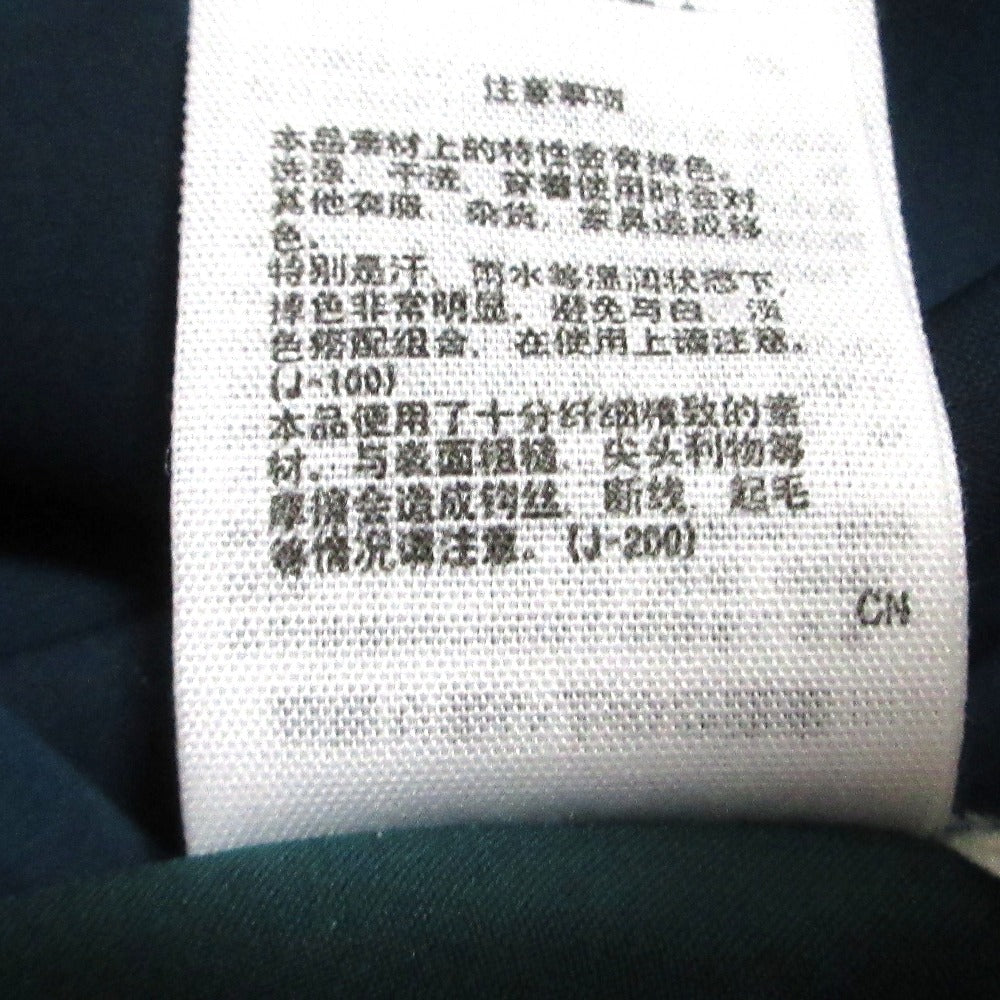 注意事项
本品素材上的特性会有掉色。
洗涤、干洗、穿着使用时会对
其他衣服、杂货、家具造成移
色。
特别是汗、雨水等湿润状态下,
掉色非常明显，避免与白、淡
色搭配组合，在使用上请注意。
(J-100)
本品使用了十分纤细精致的素
材。与表面粗糙、尖头利物等
摩擦会造成钩丝、断线、起毛
等情况请注意。(J-200)
CN